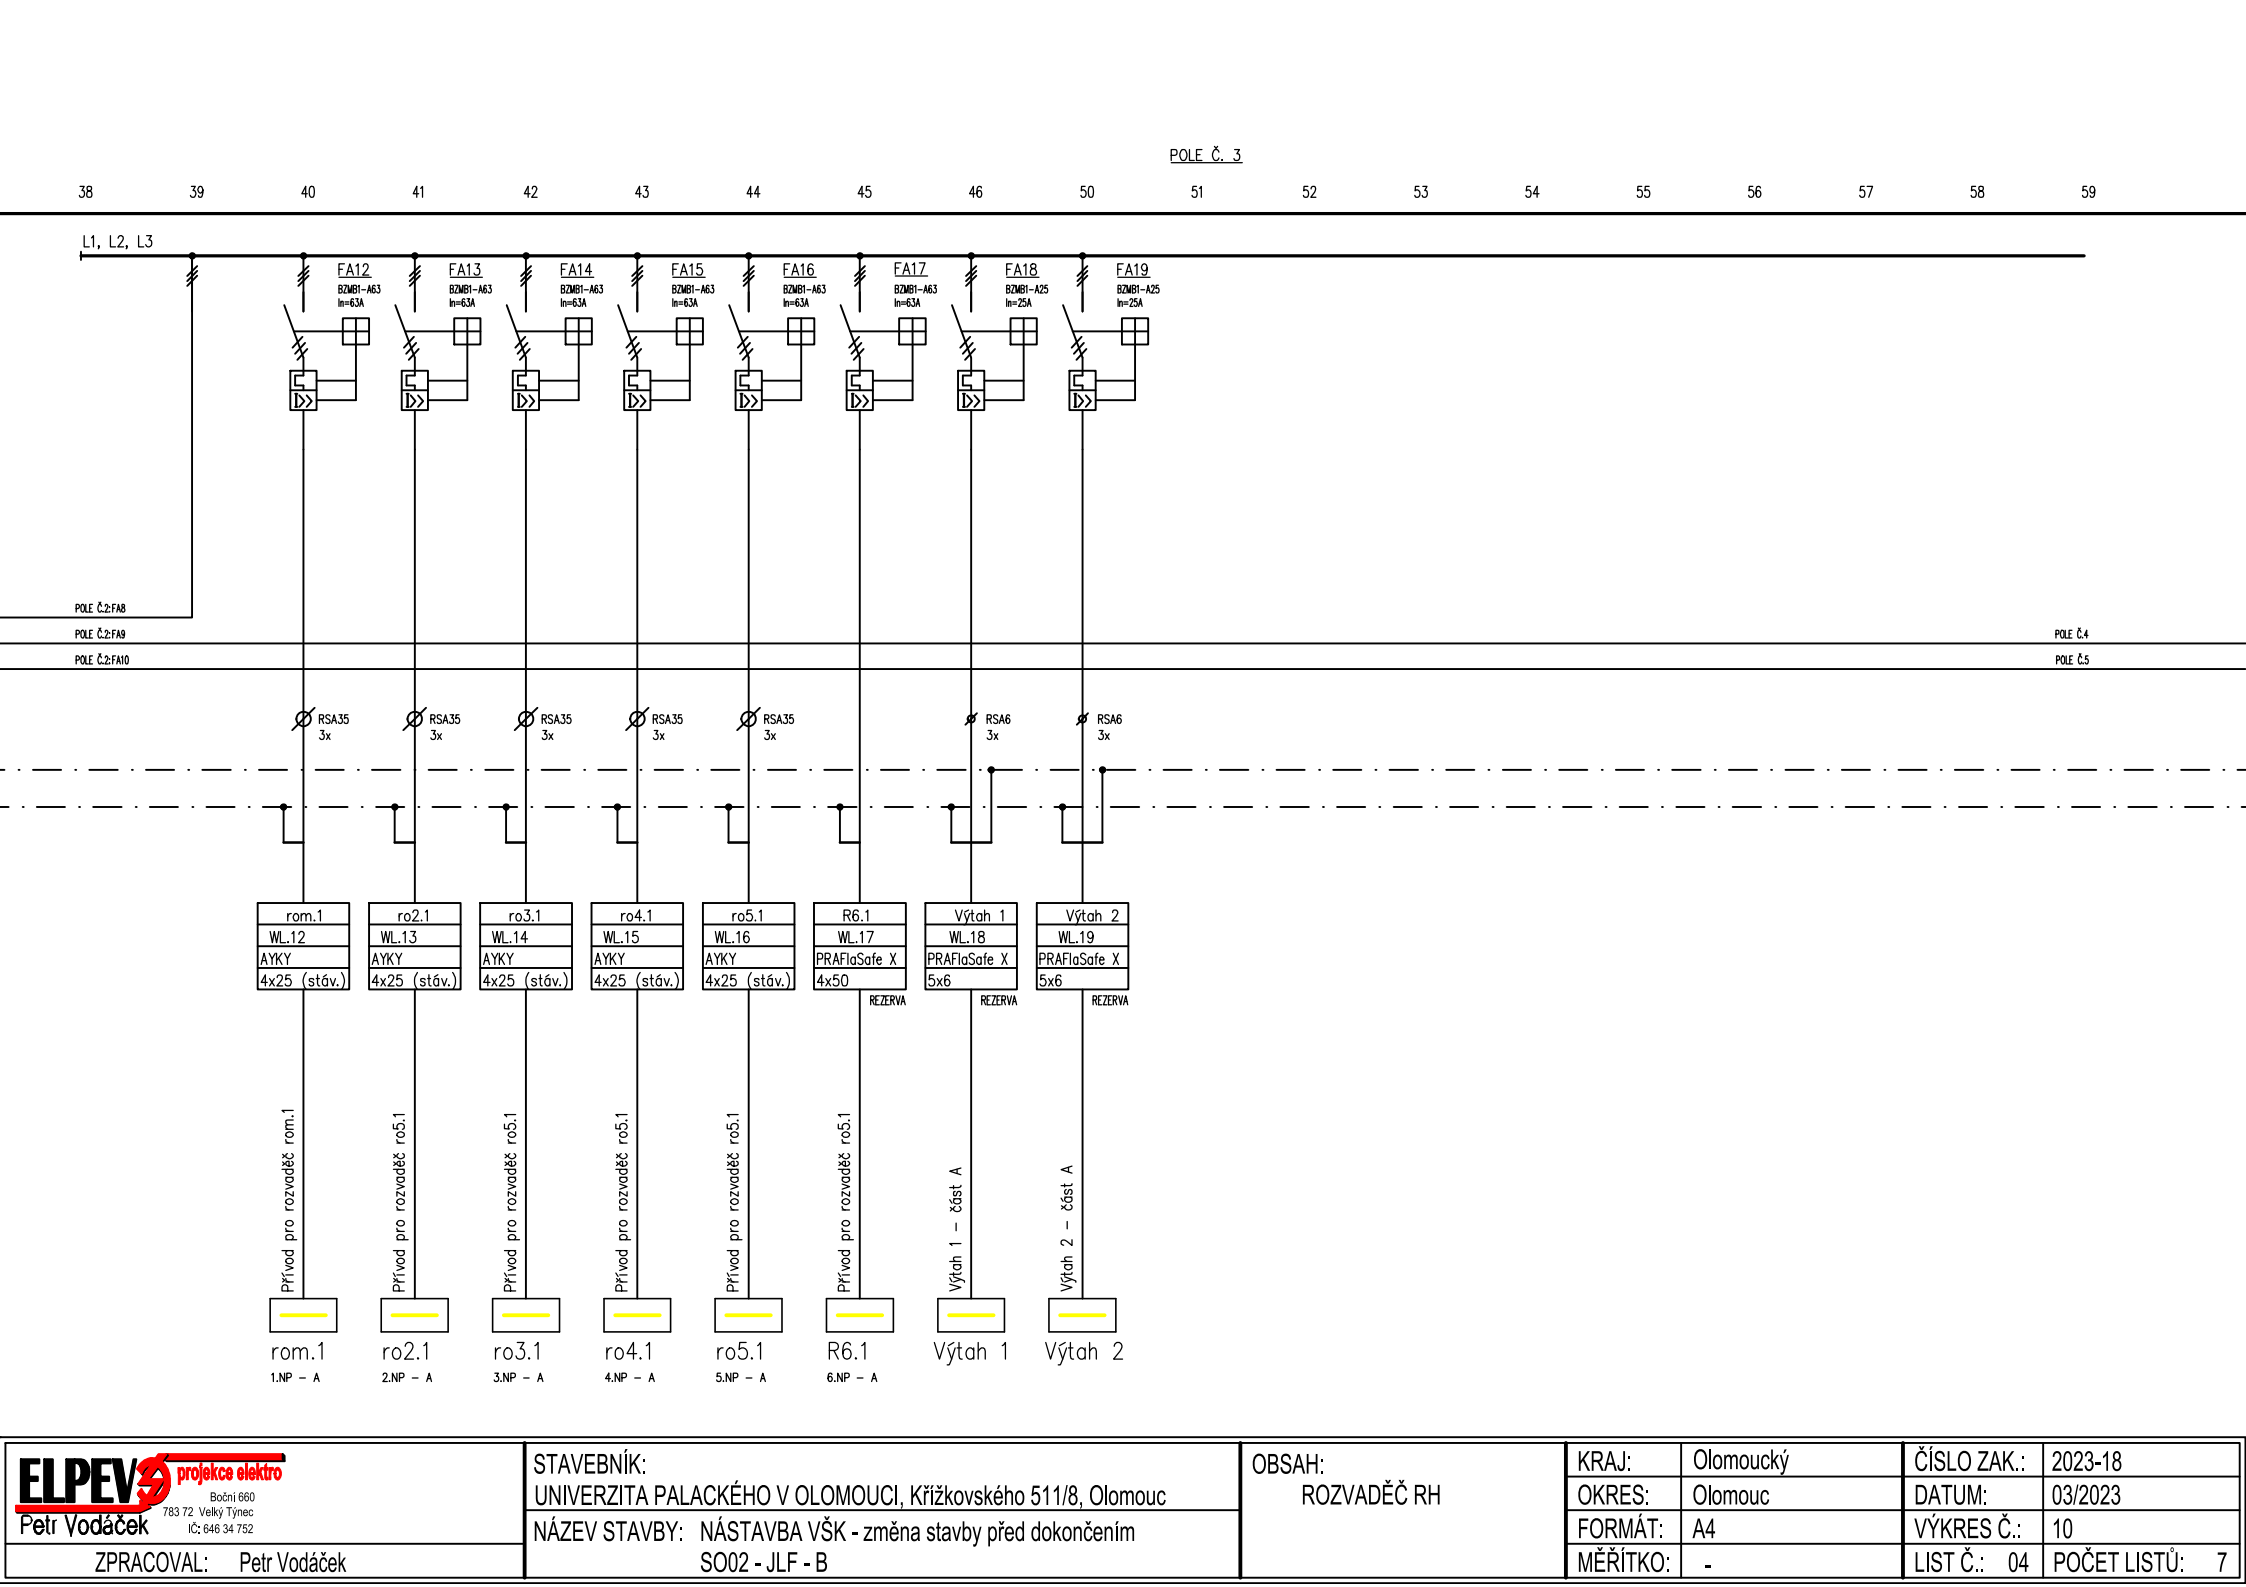 POLE Č. 3
38 39 40 41 42 43 44 45 46 50 51 52 53 54 55 56 57 58 59
L1, L2, L3
FA12 FA13 FA14 FA15 FA16 FA17 FA18 FA19
BZMB1-A63 BZMB1-A63 BZMB1-A63 BZMB1-A63 BZMB1-A63 BZMB1-A63 BZMB1-A25 BZMB1-A25
In=63A In=63A In=63A In=63A In=63A In=63A In=25A In=25A
I>> I>> I>> I>> I>> I>> I>> I>>
POLE Č.2:FA8
POLE Č.2:FA9 POLE Č.4
POLE Č.2:FA10 POLE Č.5
RSA35 RSA35 RSA35 RSA35 RSA35 RSA6 RSA6
3x 3x 3x 3x 3x 3x 3x
rom.1 ro2.1 ro3.1 ro4.1 ro5.1 R6.1 Výtah 1 Výtah 2
WL.12 WL.13 WL.14 WL.15 WL.16 WL.17 WL.18 WL.19
AYKY AYKY AYKY AYKY AYKY PRAFlaSafe X PRAFlaSafe X PRAFlaSafe X
4x25 (stáv.) 4x25 (stáv.) 4x25 (stáv.) 4x25 (stáv.) 4x25 (stáv.) 4x50 5x6 5x6
REZERVA REZERVA REZERVA
Přívod pro rozvaděč rom.1
Přívod pro rozvaděč ro5.1
Přívod pro rozvaděč ro5.1
Přívod pro rozvaděč ro5.1
Přívod pro rozvaděč ro5.1
Přívod pro rozvaděč ro5.1
Výtah 1 - část A
Výtah 2 - část A
rom.1 ro2.1 ro3.1 ro4.1 ro5.1 R6.1 Výtah 1 Výtah 2
1.NP - A 2.NP - A 3.NP - A 4.NP - A 5.NP - A 6.NP - A
ELPEV projekce elektro
Boční 660
783 72 Velký Týnec
Petr Vodáček IČ: 646 34 752
ZPRACOVAL: Petr Vodáček
STAVEBNÍK:
UNIVERZITA PALACKÉHO V OLOMOUCI, Křížkovského 511/8, Olomouc
NÁZEV STAVBY: NÁSTAVBA VŠK - změna stavby před dokončením
SO02 - JLF - B
OBSAH:
ROZVADĚČ RH
KRAJ: Olomoucký
OKRES: Olomouc
FORMÁT: A4
MĚŘÍTKO: -
ČÍSLO ZAK.: 2023-18
DATUM: 03/2023
VÝKRES Č.: 10
LIST Č.: 04 POČET LISTŮ: 7